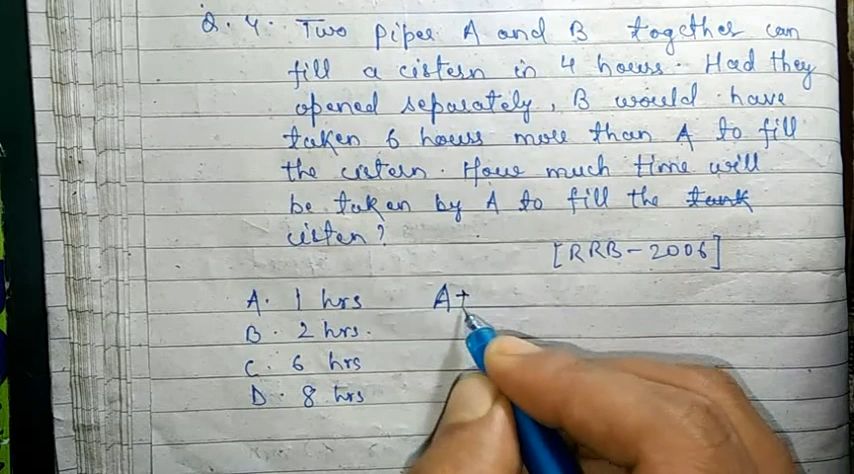 Q. 4. Two pipes A and B together can
fill a cistern in 4 hours. Had they
opened separately, B would have
taken 6 hours more than A to fill
the cistern. How much time will
be taken by A to fill the tank
cistern?
[RRB-2006]
A. 1 hrs
A+
B. 2 hrs.
C. 6 hrs
D. 8 hrs